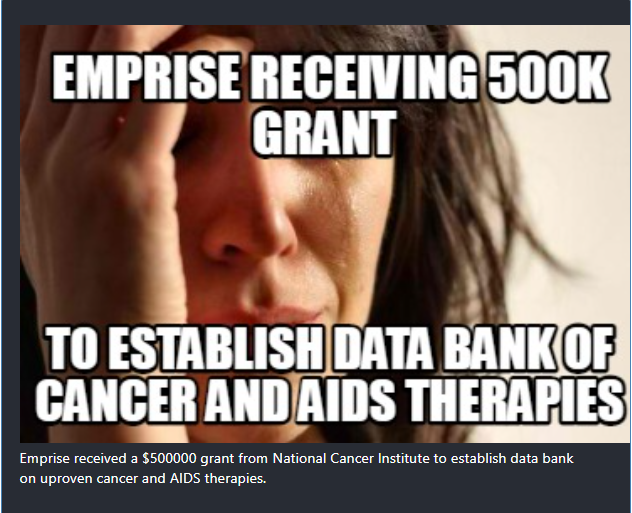 EMPRISE RECEIVING 500K
GRANT
TO ESTABLISH DATA BANK OF
CANCER AND AIDS THERAPIES
Emprise received a $500000 grant from National Cancer Institute to establish data bank
on uproven cancer and AIDS therapies.